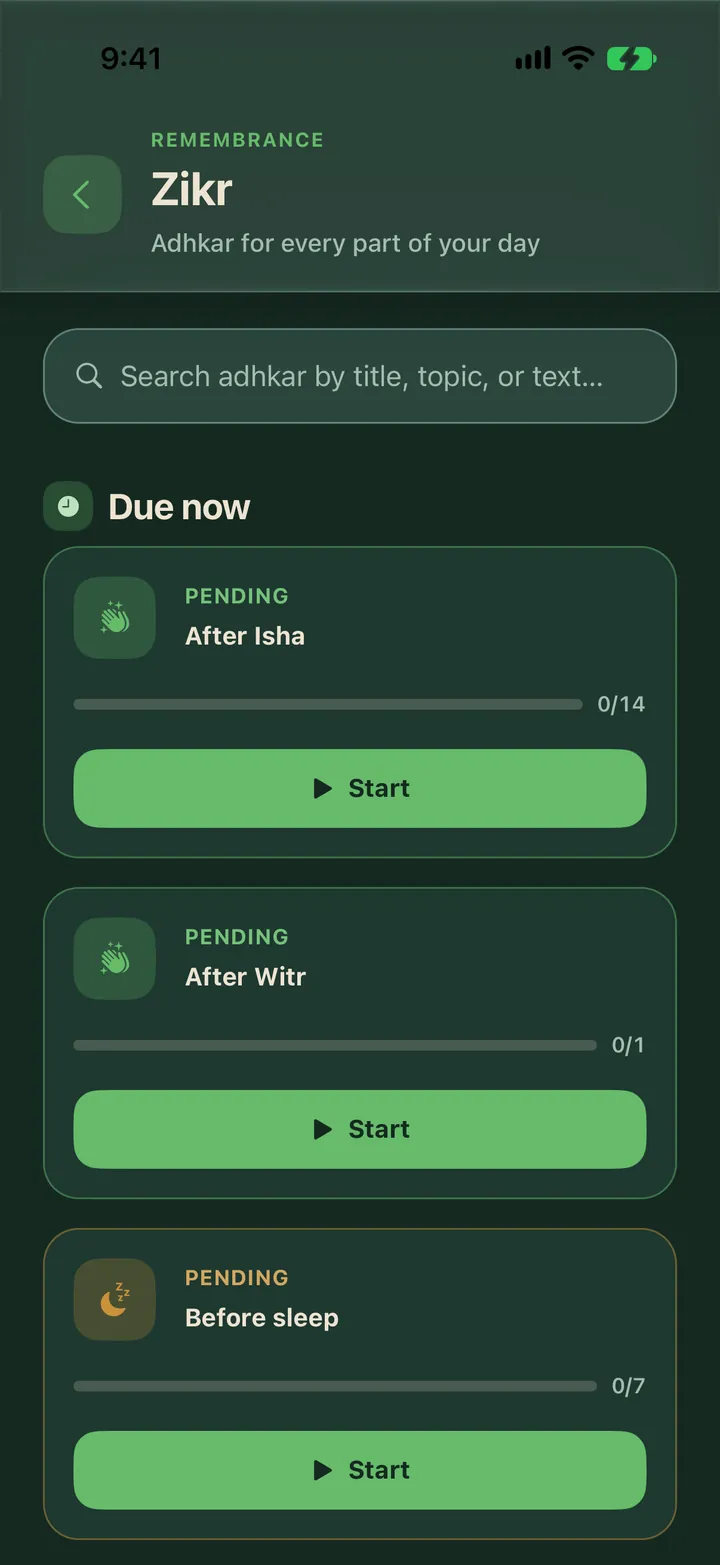 9:41
REMEMBRANCE
Zikr
Adhkar for every part of your day
Search adhkar by title, topic, or text...
Due now
PENDING
After Isha
0/14
Start
PENDING
After Witr
0/1
Start
PENDING
Before sleep
0/7
Start